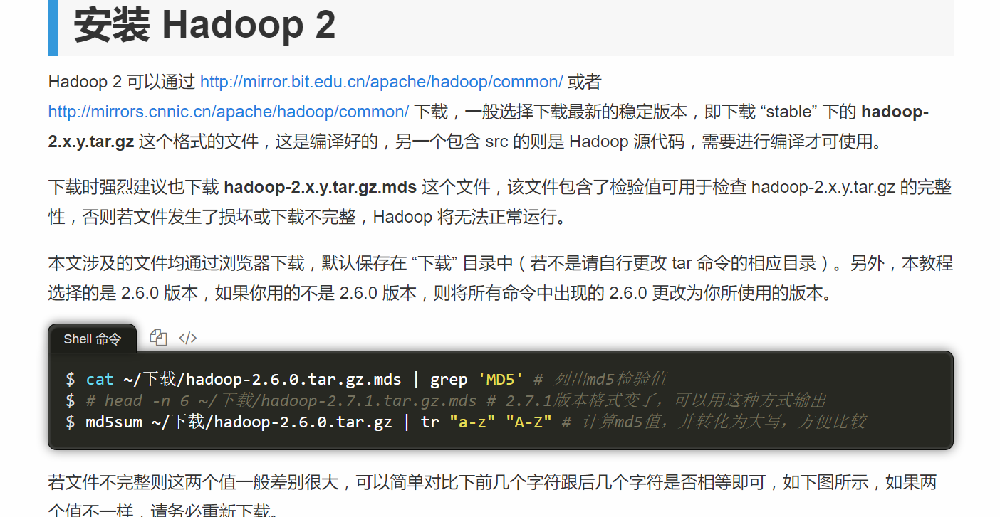 安装 Hadoop 2
Hadoop 2 可以通过 http://mirror.bit.edu.cn/apache/hadoop/common/ 或者
http://mirrors.cnnic.cn/apache/hadoop/common/ 下载，一般选择下载最新的稳定版本，即下载 “stable” 下的 hadoop-
2.x.y.tar.gz 这个格式的文件，这是编译好的，另一个包含 src 的则是 Hadoop 源代码，需要进行编译才可使用。
下载时强烈建议也下载 hadoop-2.x.y.tar.gz.mds 这个文件，该文件包含了检验值可用于检查 hadoop-2.x.y.tar.gz 的完整
性，否则若文件发生了损坏或下载不完整，Hadoop 将无法正常运行。
本文涉及的文件均通过浏览器下载，默认保存在 “下载” 目录中（若不是请自行更改 tar 命令的相应目录）。另外，本教程
选择的是 2.6.0 版本，如果你用的不是 2.6.0 版本，则将所有命令中出现的 2.6.0 更改为你所使用的版本。
Shell 命令
$ cat ~/下载/hadoop-2.6.0.tar.gz.mds | grep 'MD5' # 列出md5检验值
$ # head -n 6 ~/下载/hadoop-2.7.1.tar.gz.mds # 2.7.1版本格式变了，可以用这种方式输出
$ md5sum ~/下载/hadoop-2.6.0.tar.gz | tr "a-z" "A-Z" # 计算md5值，并转化为大写，方便比较
若文件不完整则这两个值一般差别很大，可以简单对比下前几个字符跟后几个字符是否相等即可，如下图所示，如果两
个值不一样，请务必重新下载。